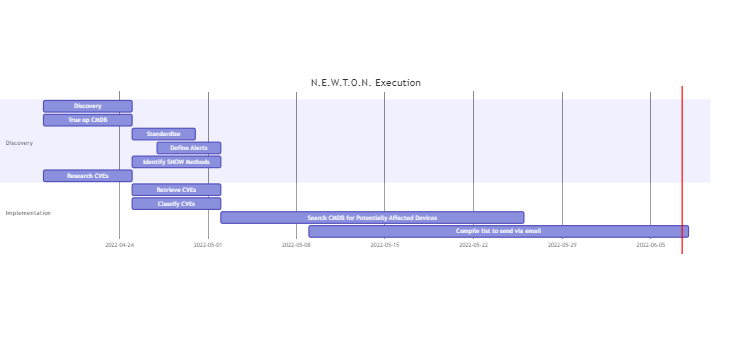 N.E.W.T.O.N. Execution
Discovery
True up CMDB
Standardize
Define Alerts
Discovery
Identify SNOW Methods
Research CVEs
Retrieve CVEs
Classify CVEs
Implementation
Search CMDB for Potentially Affected Devices
Compile list to send via email
2022-04-24 2022-05-01 2022-05-08 2022-05-15 2022-05-22 2022-05-29 2022-06-05